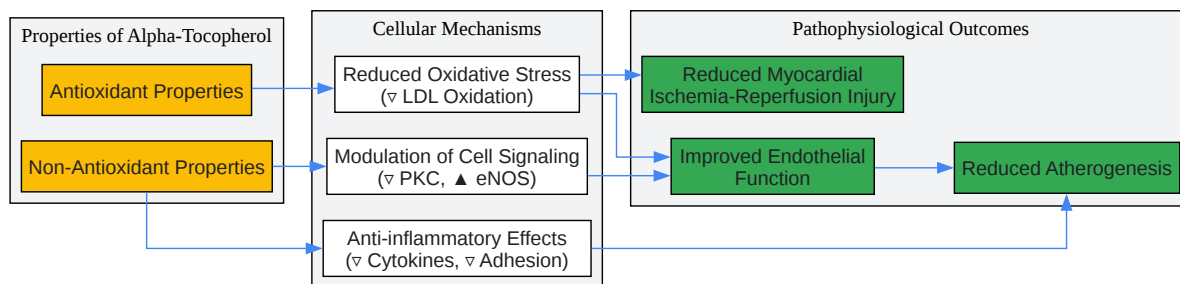 Properties of Alpha-Tocopherol
Antioxidant Properties
Non-Antioxidant Properties
Cellular Mechanisms
Reduced Oxidative Stress
(▿ LDL Oxidation)
Modulation of Cell Signaling
(▿ PKC, ▲ eNOS)
Anti-inflammatory Effects
(▿ Cytokines, ▿ Adhesion)
Pathophysiological Outcomes
Reduced Myocardial
Ischemia-Reperfusion Injury
Improved Endothelial
Function
Reduced Atherogenesis